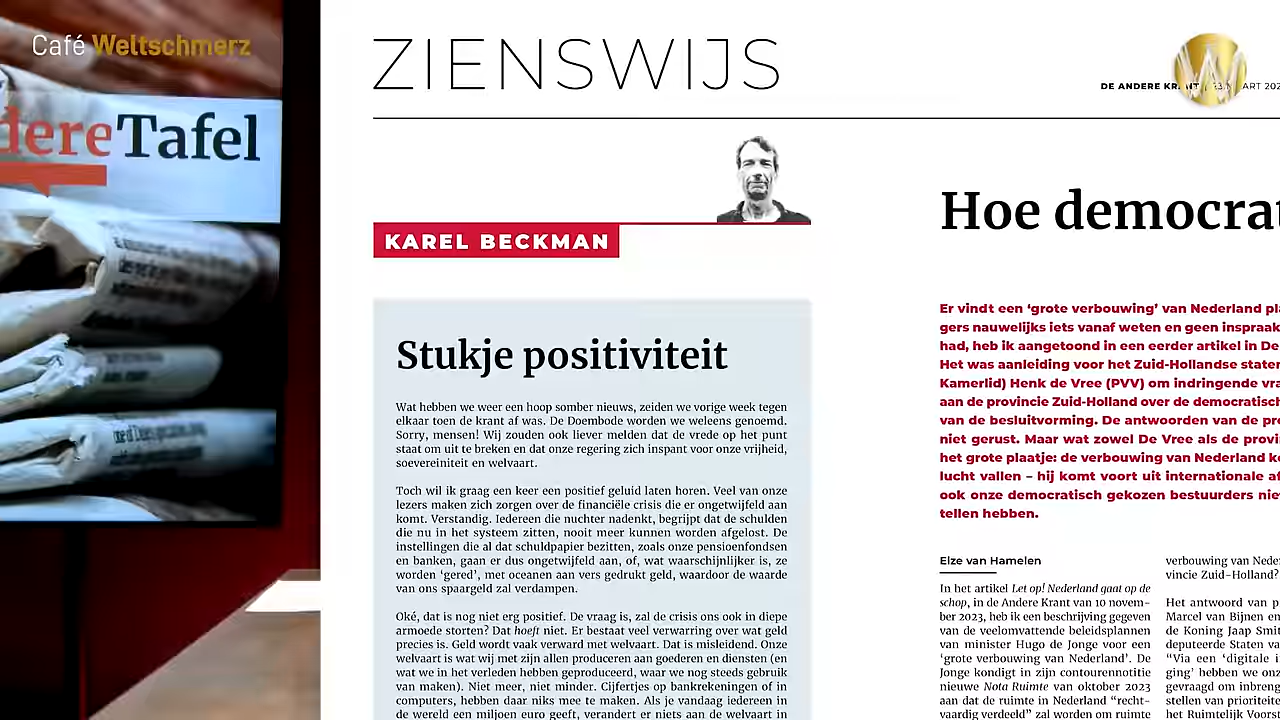 Café Weltschmerz
dereTafel
ZIENSWIJS
DE ANDERE
KAREL BECKMAN
Stukje positiviteit
Wat hebben we weer een hoop somber nieuws, zeiden we vorige week tegen
elkaar toen de krant af was. De Doembode worden we weleens genoemd.
Sorry, mensen! Wij zouden ook liever melden dat de vrede op het punt
staat om uit te breken en dat onze regering zich inspant voor onze vrijheid,
soevereiniteit en welvaart.
Toch wil ik graag een keer een positief geluid laten horen. Veel van onze
lezers maken zich zorgen over de financiële crisis die er ongetwijfeld aan
komt. Verstandig. Iedereen die nuchter nadenkt, begrijpt dat de schulden
die nu in het systeem zitten, nooit meer kunnen worden afgelost. De
instellingen die al dat schuldpapier bezitten, zoals onze pensioenfondsen
en banken, gaan er dus ongetwijfeld aan, of, wat waarschijnlijker is, ze
worden ‘gered’, met oceanen aan vers gedrukt geld, waardoor de waarde
van ons spaargeld zal verdampen.
Oké, dat is nog niet erg positief. De vraag is, zal de crisis ons ook in diepe
armoede storten? Dat hoeft niet. Er bestaat veel verwarring over wat geld
precies is. Geld wordt vaak verward met welvaart. Dat is misleidend. Onze
welvaart is wat wij met zijn allen produceren aan goederen en diensten (en
wat we in het verleden hebben geproduceerd, waar we nog steeds gebruik
van maken). Niet meer, niet minder. Cijfertjes op bankrekeningen of in
computers, hebben daar niks mee te maken. Als je vandaag iedereen in
de wereld een miljoen euro geeft, verandert er niets aan de welvaart in
Hoe democrat
Er vindt een ‘grote verbouwing’ van Nederland pl
gers nauwelijks iets vanaf weten en geen inspraak
had, heb ik aangetoond in een eerder artikel in De
Het was aanleiding voor het Zuid-Hollandse staten
Kamerlid) Henk de Vree (PVV) om indringende vra
aan de provincie Zuid-Holland over de democratisch
van de besluitvorming. De antwoorden van de pro
niet gerust. Maar wat zowel De Vree als de provi
het grote plaatje: de verbouwing van Nederland ko
lucht vallen – hij komt voort uit internationale af
ook onze democratisch gekozen bestuurders nie
tellen hebben.
Elze van Hamelen
In het artikel Let op! Nederland gaat op de
schop, in de Andere Krant van 10 novem-
ber 2023, heb ik een beschrijving gegeven
van de veelomvattende beleidsplannen
van minister Hugo de Jonge voor een
‘grote verbouwing van Nederland’. De
Jonge kondigt in zijn contourennotitie
nieuwe Nota Ruimte van oktober 2023
aan dat de ruimte in Nederland “recht-
vaardig verdeeld” zal worden om ruimte
verbouwing van Nede
vincie Zuid-Holland?
Het antwoord van p
Marcel van Bijnen en
de Koning Jaap Smit
deputeerde Staten va
“Via een ‘digitale i
ging’ hebben we onz
gevraagd om inbreng
stellen van prioriteite
het Ruimtelijk Voorst